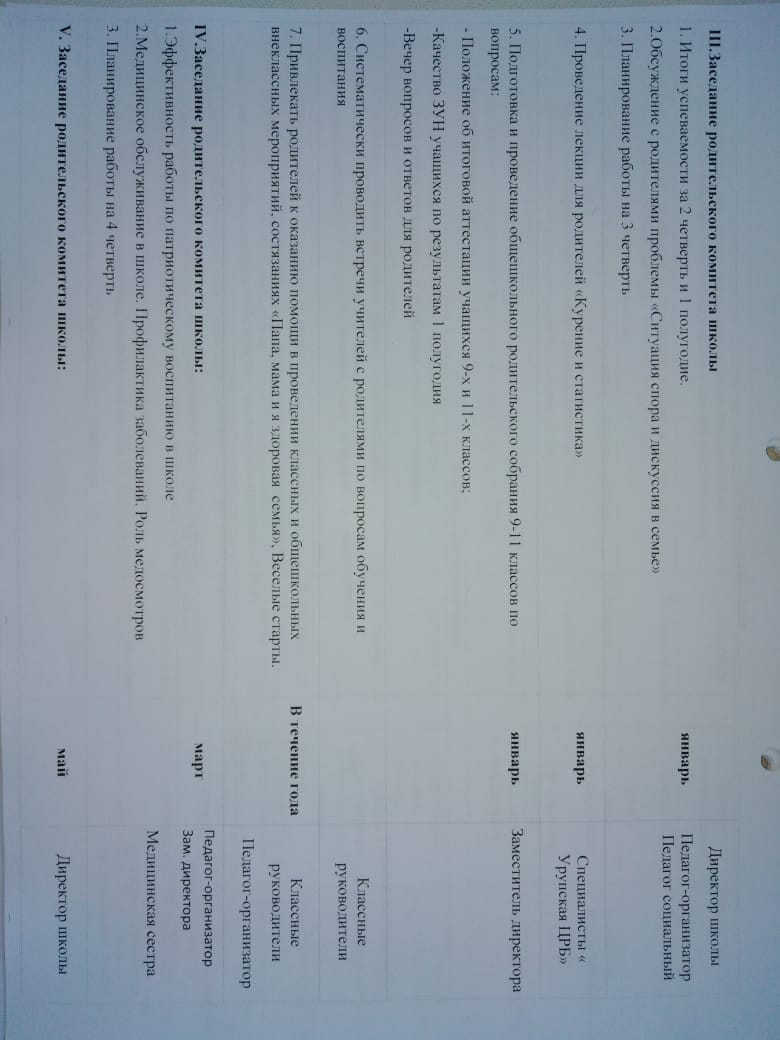 III.Заседание родительского комитета школы
1. Итоги успеваемости за 2 четверть и 1 полугодие.
2.Обсуждение с родителями проблемы «Ситуация спора и дискуссия в семье»
3. Планирование работы на 3 четверть
январь
Директор школы
Педагог-организатор
Педагог социальный
4. Проведение лекции для родителей «Курение и статистика»
январь
Специалисты «
Урупская ЦРБ»
5. Подготовка и проведение общешкольного родительского собрания 9-11 классов по
вопросам:
- Положение об итоговой аттестации учащихся 9-х и 11-х классов;
-Качество ЗУН учащихся по результатам 1 полугодия
-Вечер вопросов и ответов для родителей
январь
Заместитель директора
6. Систематически проводить встречи учителей с родителями по вопросам обучения и
воспитания
Классные
руководители
7. Привлекать родителей к оказанию помощи в проведении классных и общешкольных
внеклассных мероприятий, состязаниях «Папа, мама и я здоровая семья», Веселые старты.
В течение года
Классные
руководители
Педагог-организатор
IV.Заседание родительского комитета школы:
1.Эффективность работы по патриотическому воспитанию в школе
2.Медицинское обслуживание в школе. Профилактика заболеваний. Роль медосмотров
3. Планирование работы на 4 четверть
март
Педагог-организатор
Зам. директора
Медицинская сестра
V. Заседание родительского комитета школы:
май
Директор школы